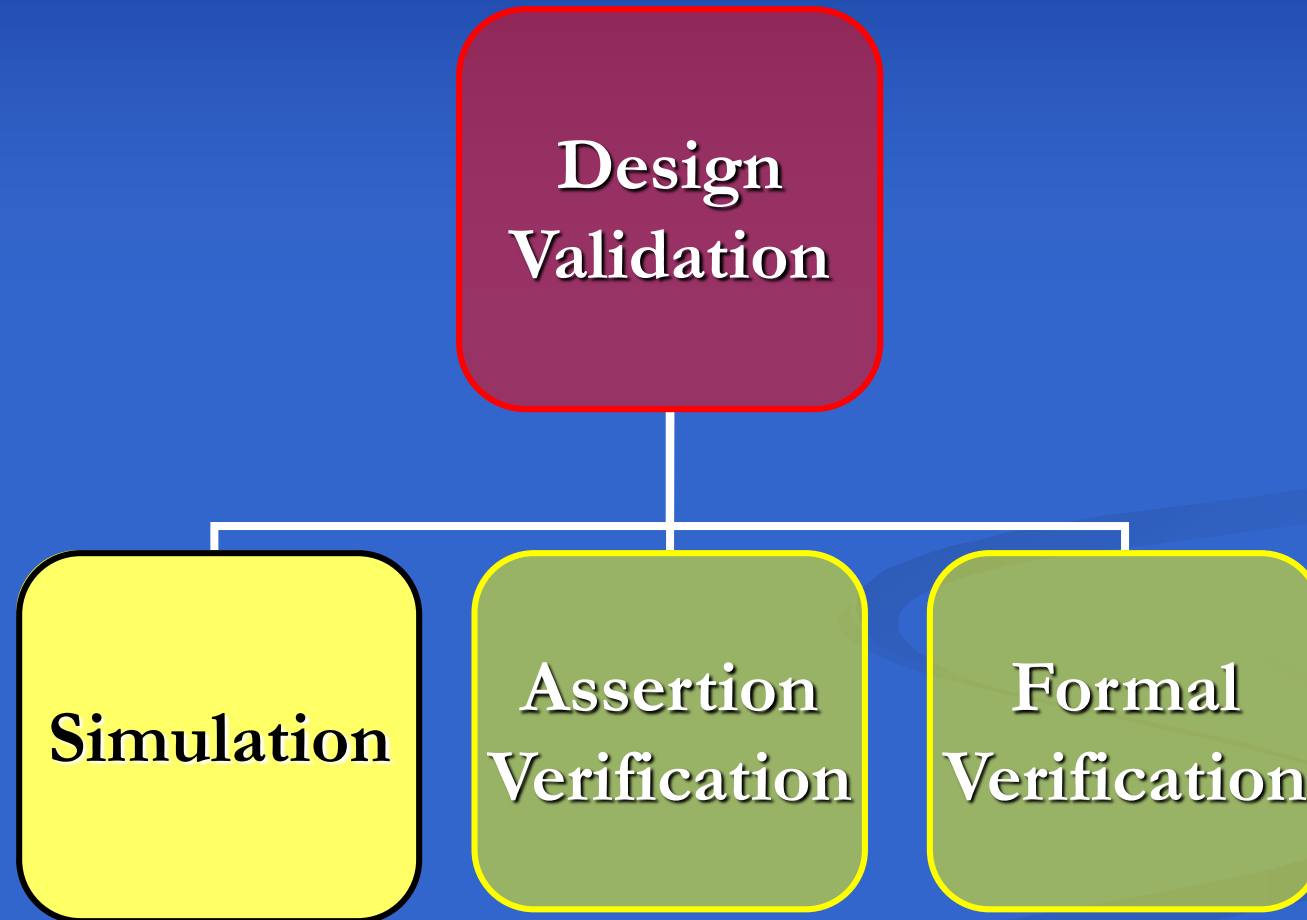 Design
Validation
Simulation
Assertion
Verification
Formal
Verification